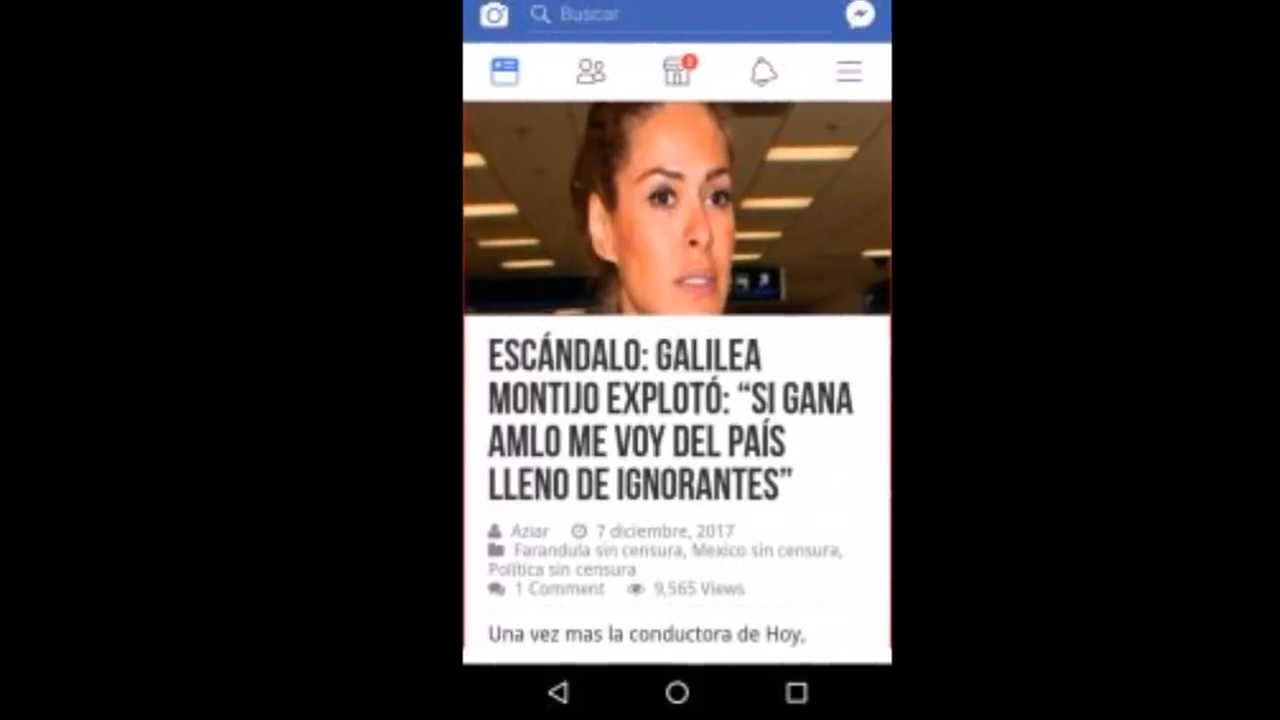 Buscar
2
ESCÁNDALO: GALILEA
MONTIJO EXPLOTÓ: “SI GANA
AMLO ME VOY DEL PAÍS
LLENO DE IGNORANTES”
Aziar 7 diciembre, 2017
Farandula sin censura, Mexico sin censura,
Política sin censura
1 Comment 9,565 Views
Una vez mas la conductora de Hoy,